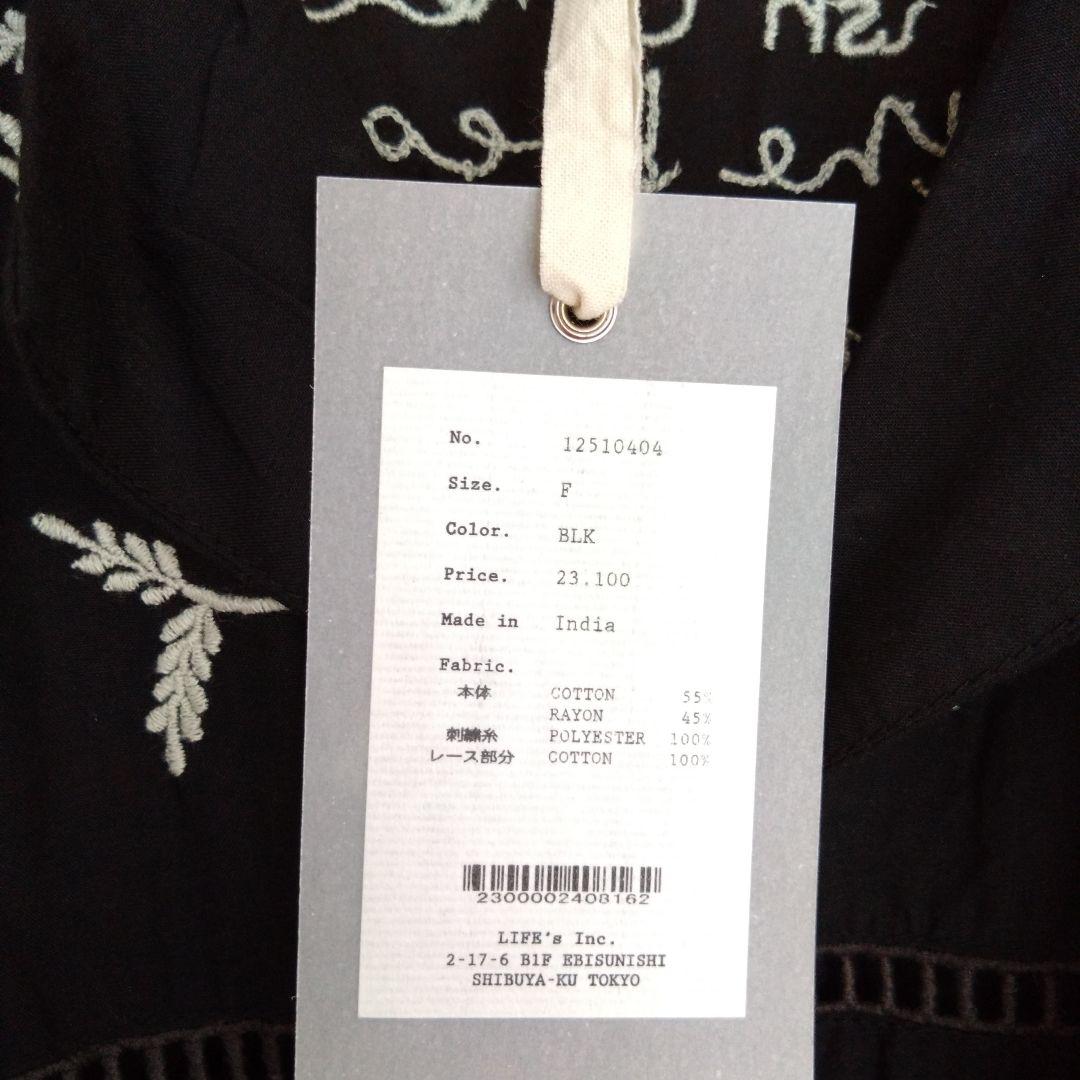 No. 12510404
Size. F
Color. BLK
Price. 23.100
Made in India
Fabric.
本体 COTTON 55%
RAYON 45%
刺繍糸 POLYESTER 100%
レース部分 COTTON 100%
2300002408162
LIFE's Inc.
2-17-6 B1F EBISUNISHI
SHIBUYA-KU TOKYO